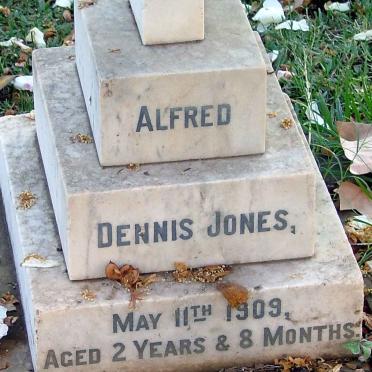 ALFRED
DENNIS JONES,
MAY 11TH 1909,
AGED 2 YEARS & 8 MONTHS